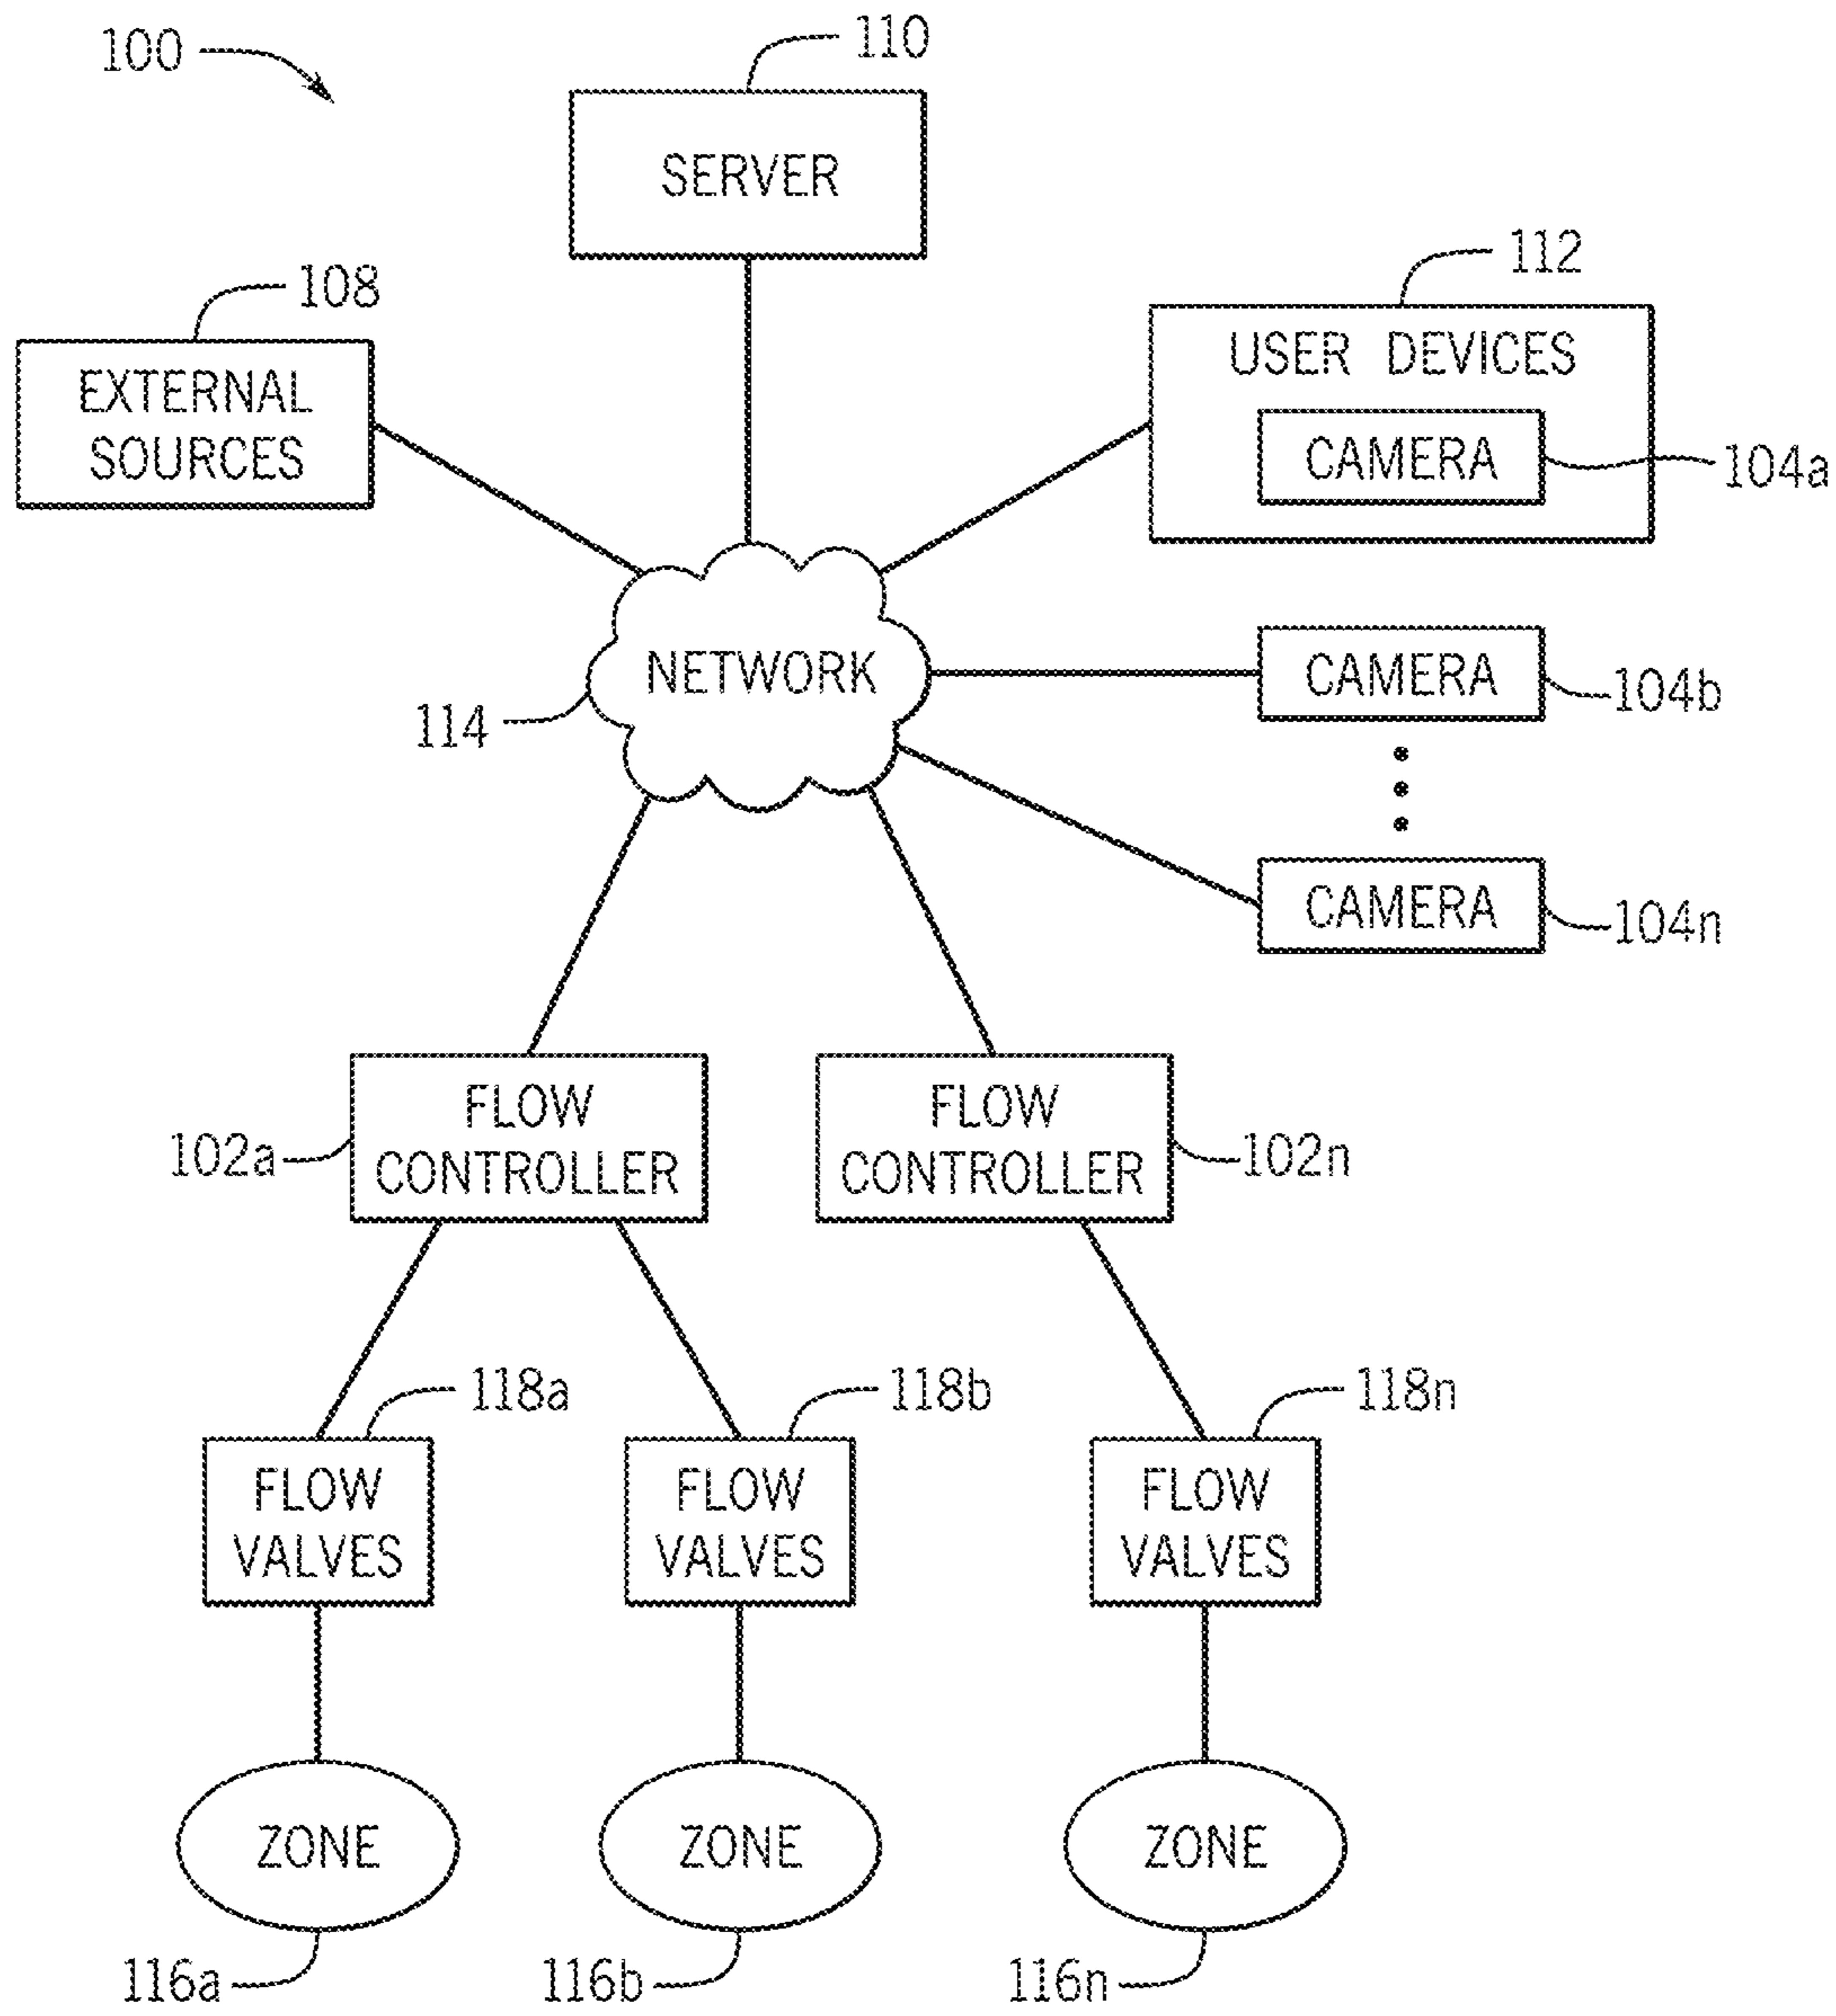 100
110
SERVER
108
EXTERNAL
SOURCES
112
USER DEVICES
CAMERA
104a
NETWORK
114
CAMERA
104b
CAMERA
104n
FLOW
CONTROLLER
102a
FLOW
CONTROLLER
102n
118a
FLOW
VALVES
118b
FLOW
VALVES
118n
FLOW
VALVES
ZONE
116a
ZONE
116b
ZONE
116n